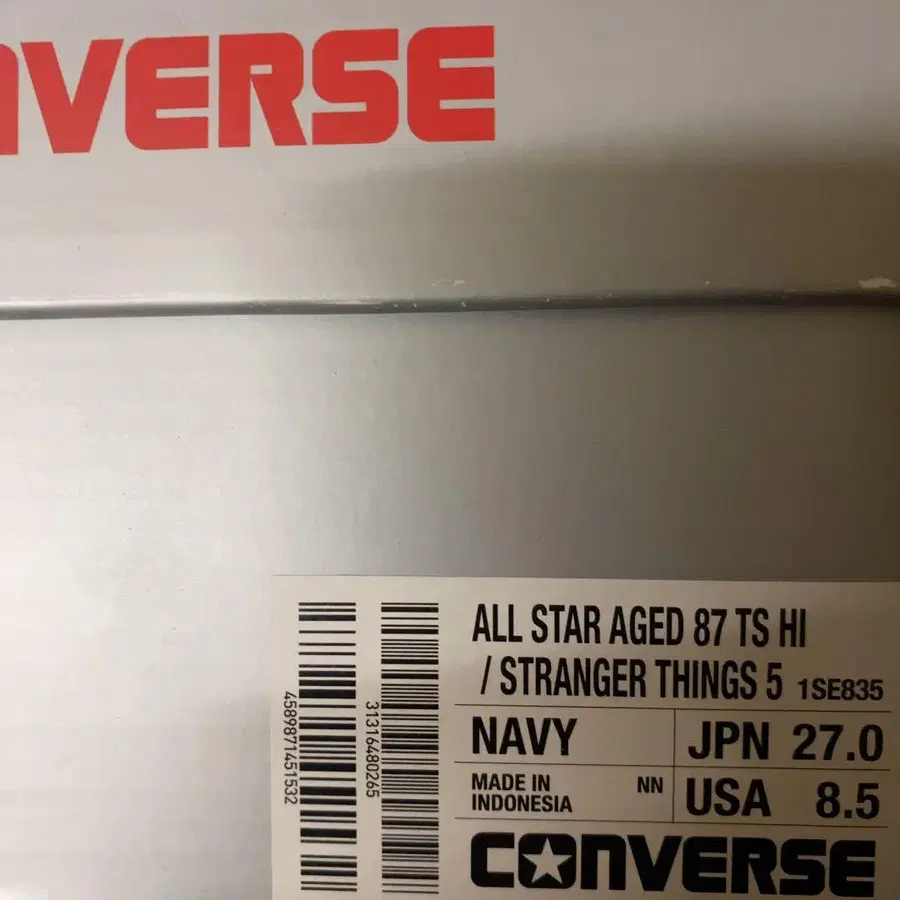 CONVERSE
ALL STAR AGED 87 TS HI
/ STRANGER THINGS 5 1SE835
NAVY
JPN 27.0
MADE IN
INDONESIA
NN
USA 8.5
CONVERSE
4589871451532
31316480265